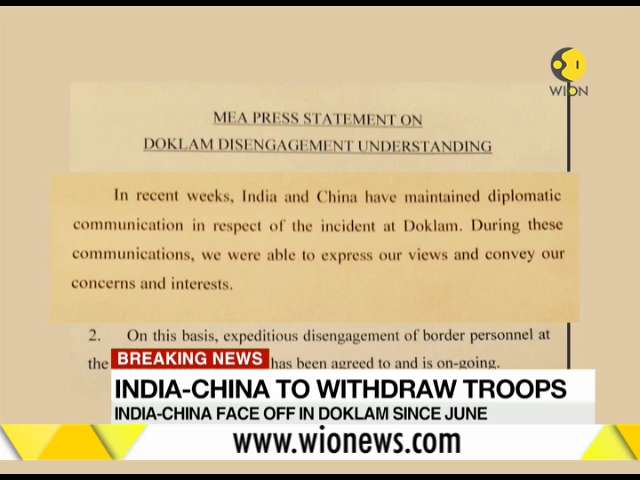 WION
MEA PRESS STATEMENT ON
DOKLAM DISENGAGEMENT UNDERSTANDING
In recent weeks, India and China have maintained diplomatic
communication in respect of the incident at Doklam. During these
communications, we were able to express our views and convey our
concerns and interests.
2. On this basis, expeditious disengagement of border personnel at
the has been agreed to and is on-going.
BREAKING NEWS
INDIA-CHINA TO WITHDRAW TROOPS
INDIA-CHINA FACE OFF IN DOKLAM SINCE JUNE
www.wionews.com